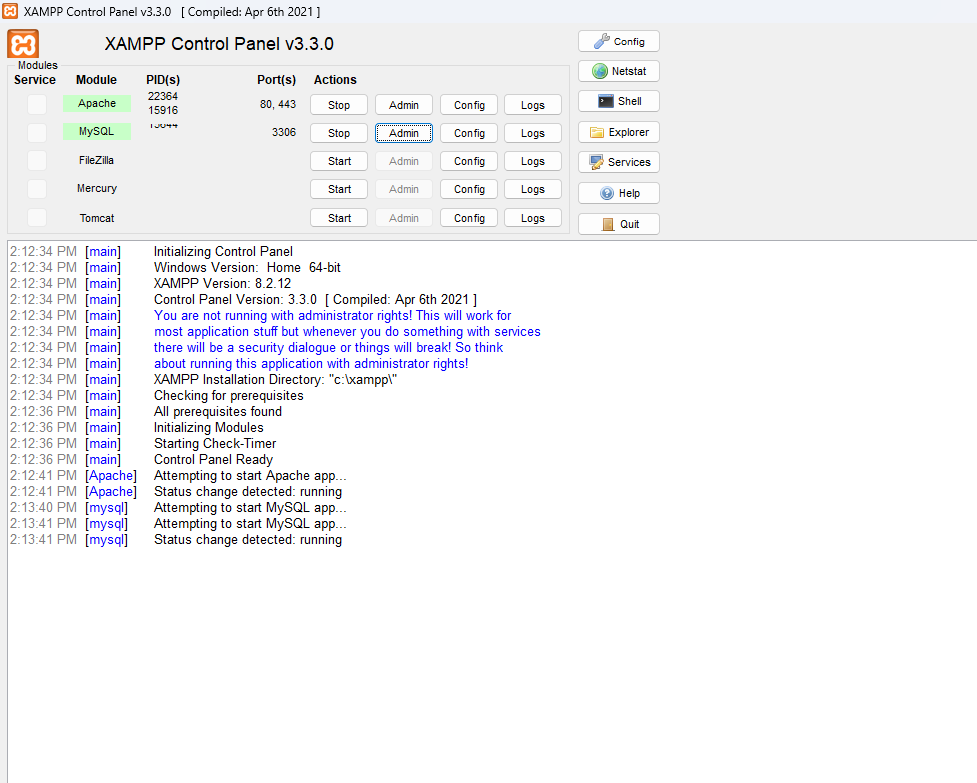 XAMPP Control Panel v3.3.0 [ Compiled: Apr 6th 2021 ]
XAMPP Control Panel v3.3.0
Config
Modules
Service Module PID(s) Port(s) Actions
Netstat
Apache 22364 15916 80, 443 Stop Admin Config Logs
Shell
MySQL 3306 Stop Admin Config Logs
Explorer
FileZilla Start Admin Config Logs
Services
Mercury Start Admin Config Logs
Help
Tomcat Start Admin Config Logs
Quit
2:12:34 PM [main] Initializing Control Panel
2:12:34 PM [main] Windows Version: Home 64-bit
2:12:34 PM [main] XAMPP Version: 8.2.12
2:12:34 PM [main] Control Panel Version: 3.3.0 [ Compiled: Apr 6th 2021 ]
2:12:34 PM [main] You are not running with administrator rights! This will work for
2:12:34 PM [main] most application stuff but whenever you do something with services
2:12:34 PM [main] there will be a security dialogue or things will break! So think
2:12:34 PM [main] about running this application with administrator rights!
2:12:34 PM [main] XAMPP Installation Directory: "c:\xampp\"
2:12:34 PM [main] Checking for prerequisites
2:12:36 PM [main] All prerequisites found
2:12:36 PM [main] Initializing Modules
2:12:36 PM [main] Starting Check-Timer
2:12:36 PM [main] Control Panel Ready
2:12:41 PM [Apache] Attempting to start Apache app...
2:12:41 PM [Apache] Status change detected: running
2:13:40 PM [mysql] Attempting to start MySQL app...
2:13:41 PM [mysql] Attempting to start MySQL app...
2:13:41 PM [mysql] Status change detected: running